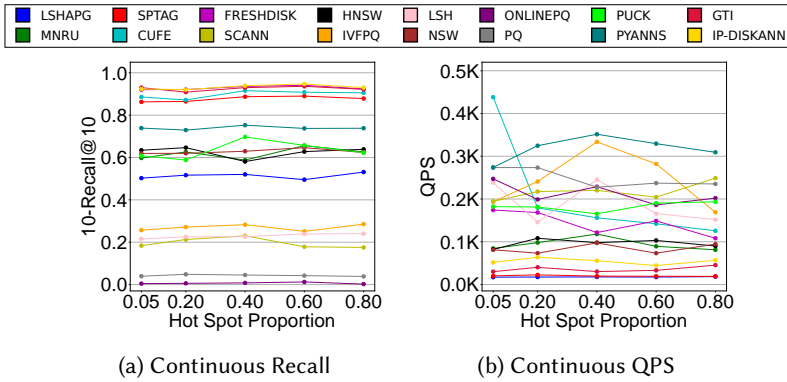 LSHAPG SPTAG FRESHDISK HNSW LSH ONLINEPQ PUCK GTI
MNRU CUFE SCANN IVFPQ NSW PQ PYANNS IP-DISKANN
10-Recall@10
1.0
0.8
0.6
0.4
0.2
0.0
0.05 0.20 0.40 0.60 0.80
Hot Spot Proportion
(a) Continuous Recall
QPS
0.5K
0.4K
0.3K
0.2K
0.1K
0.0K
0.05 0.20 0.40 0.60 0.80
Hot Spot Proportion
(b) Continuous QPS